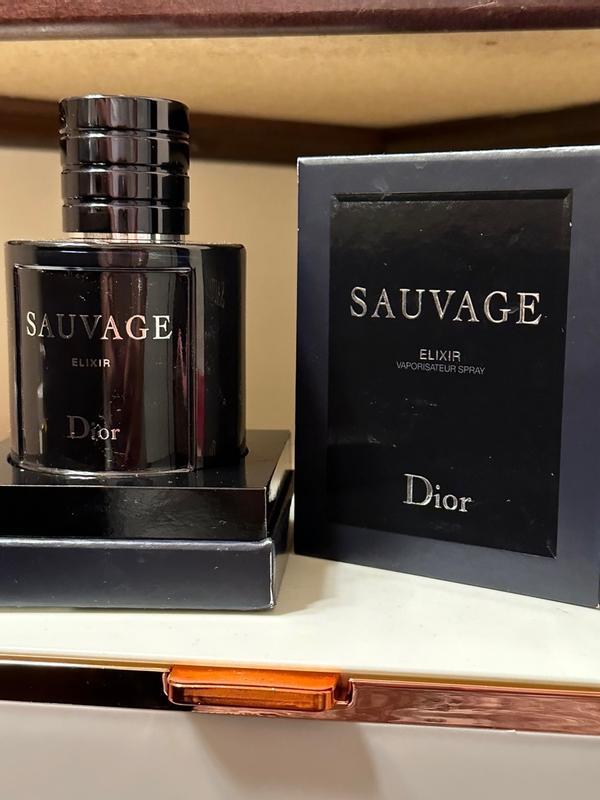 SAUVAGE
ELIXIR
Dior
SAUVAGE
ELIXIR
VAPORISATEUR SPRAY
Dior